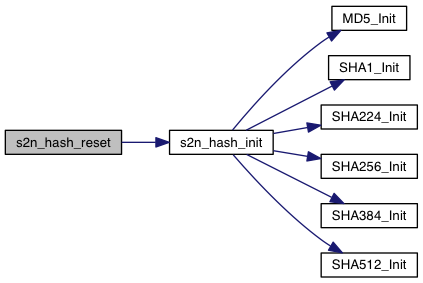 MD5_Init
SHA1_Init
SHA224_Init
s2n_hash_reset
s2n_hash_init
SHA256_Init
SHA384_Init
SHA512_Init